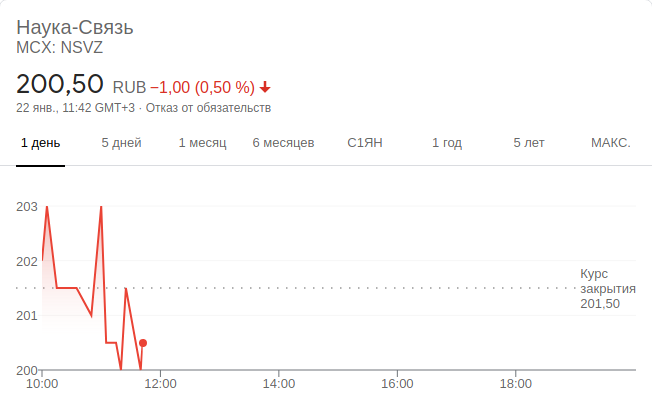 Наука-Связь
MCX: NSVZ
200,50 RUB −1,00 (0,50 %)
22 янв., 11:42 GMT+3 · Отказ от обязательств
1 день 5 дней 1 месяц 6 месяцев С1ЯН 1 год 5 лет МАКС.
203
202
Курс
закрытия
201,50
201
200
10:00 12:00 14:00 16:00 18:00